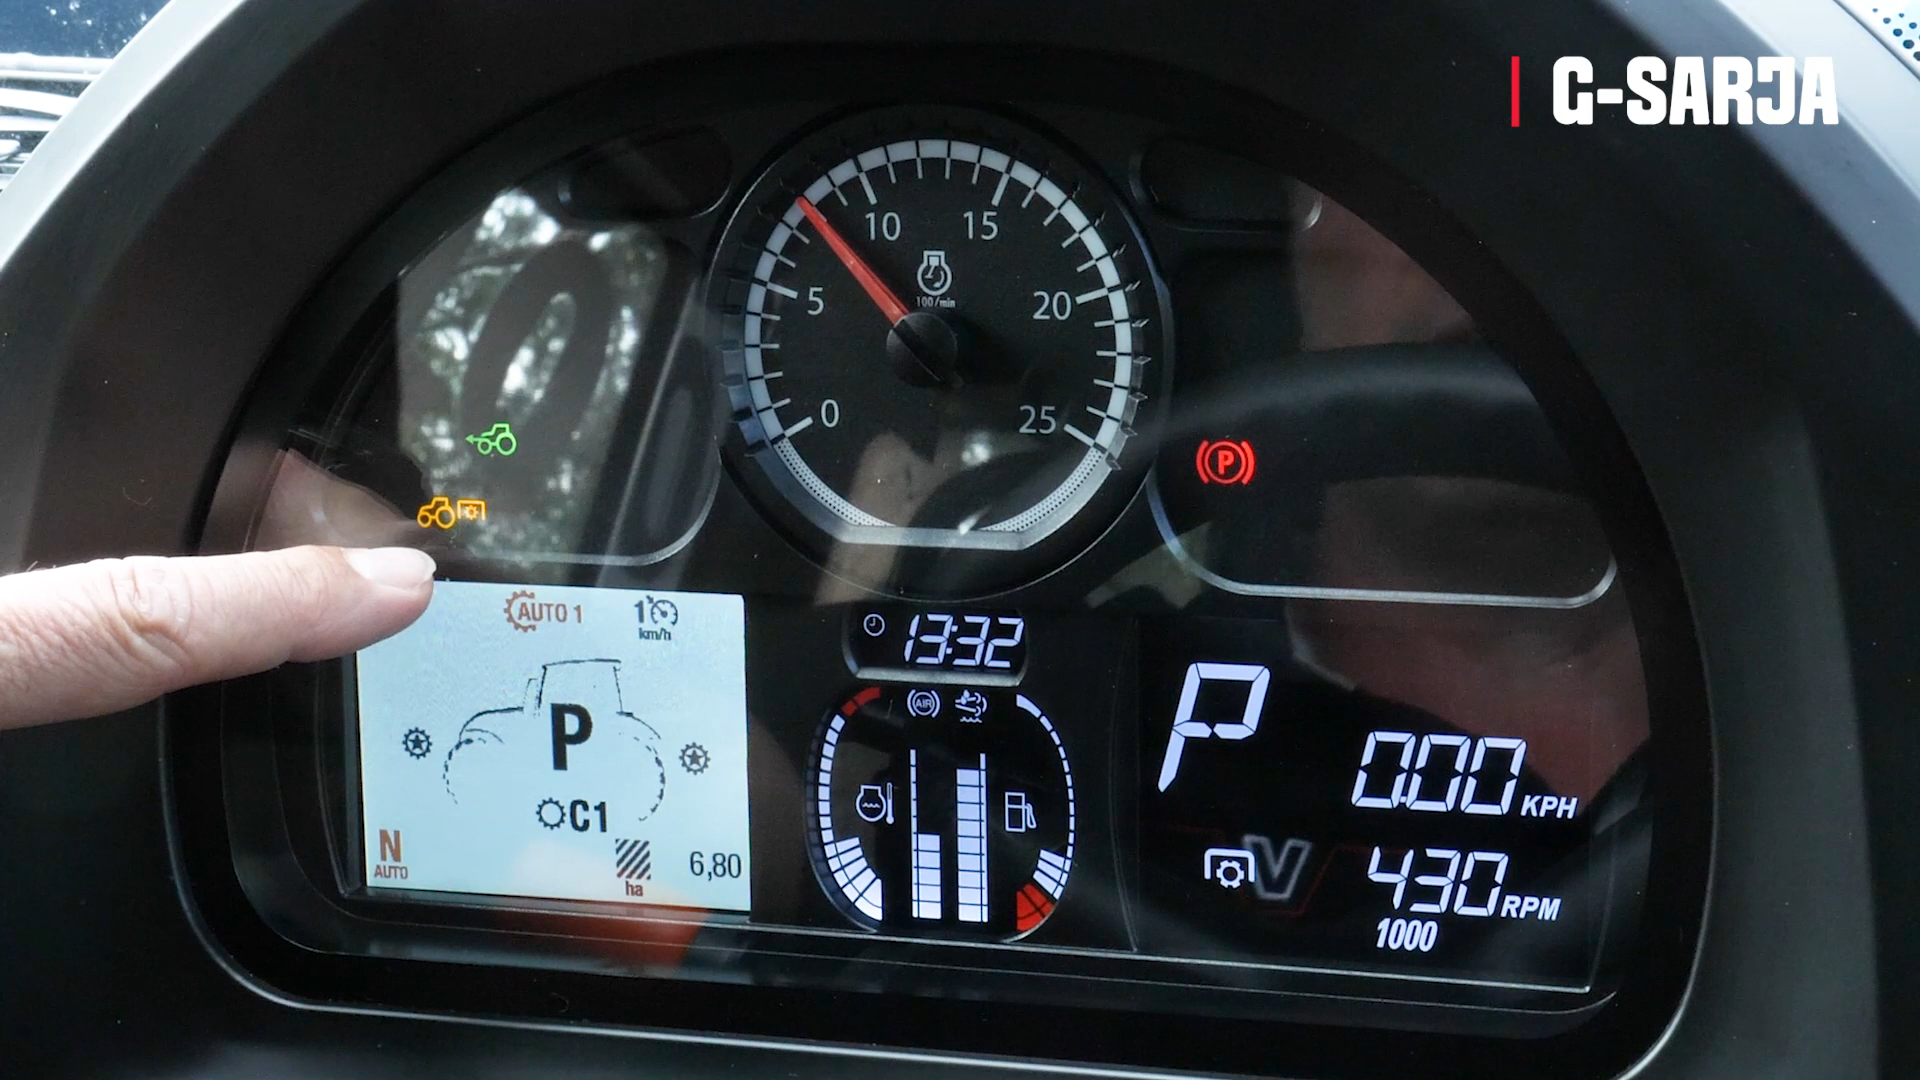 G-SARJA
10 15
5 20
100/min
0 25
P
AUTO 1
1
km/h
13:32
AIR
P
P
C1
N
AUTO
ha
6,80
0.00 KPH
V
430 RPM
1000